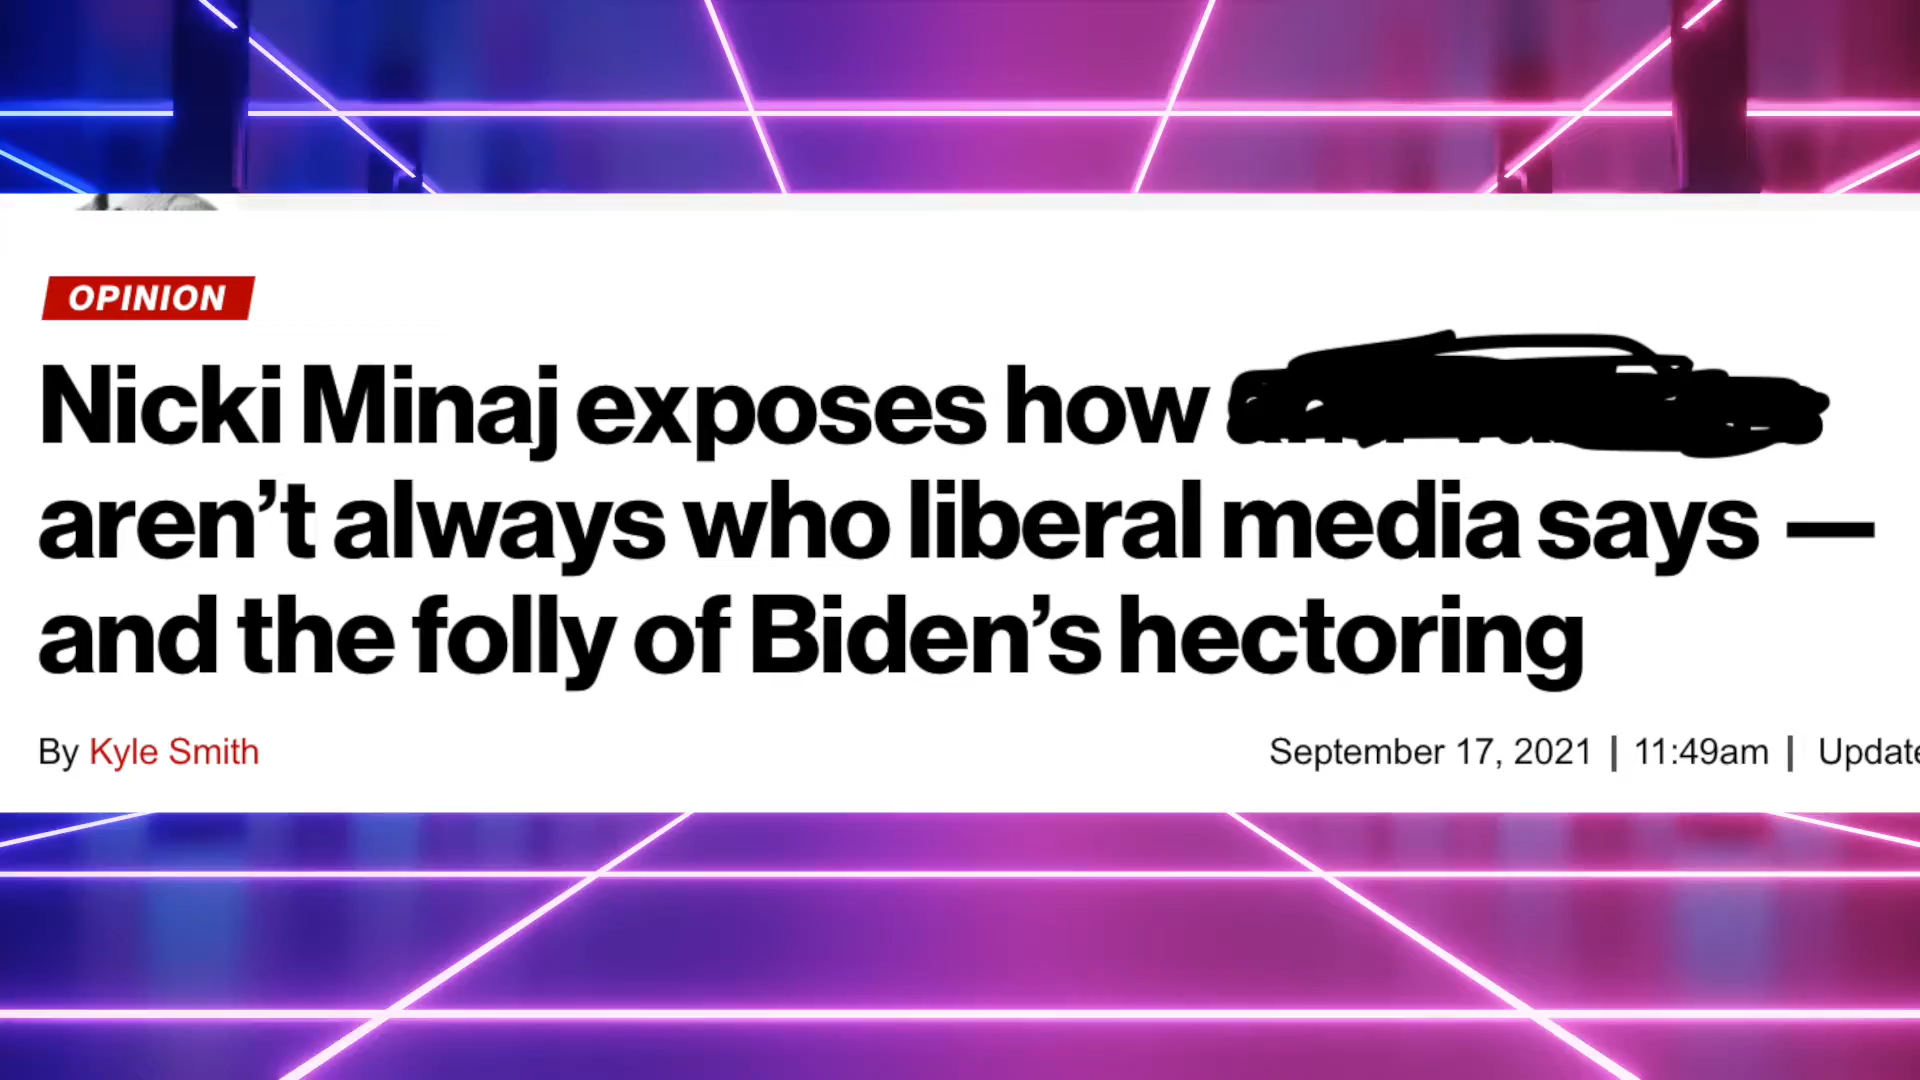 OPINION
Nicki Minaj exposes how
aren’t always who liberal media says —
and the folly of Biden’s hectoring
By Kyle Smith
September 17, 2021 | 11:49am | Update